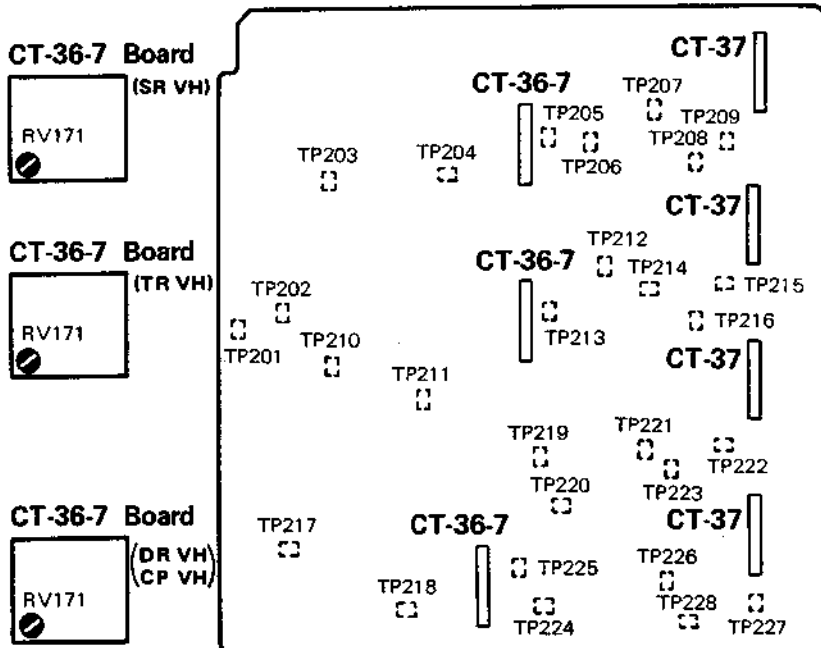 CT-36-7 Board
(SR VH)
RV171
CT-36-7 Board
(TR VH)
RV171
CT-36-7 Board
(DR VH)
(CP VH)
RV171
CT-37
CT-36-7
TP207
TP205
TP209
TP208
TP206
TP203
TP204
CT-37
TP212
CT-36-7
TP214
TP215
TP202
TP213
TP216
TP201
TP210
CT-37
TP211
TP219
TP221
TP222
TP220
TP223
CT-36-7
CT-37
TP217
TP226
TP225
TP218
TP224
TP228
TP227